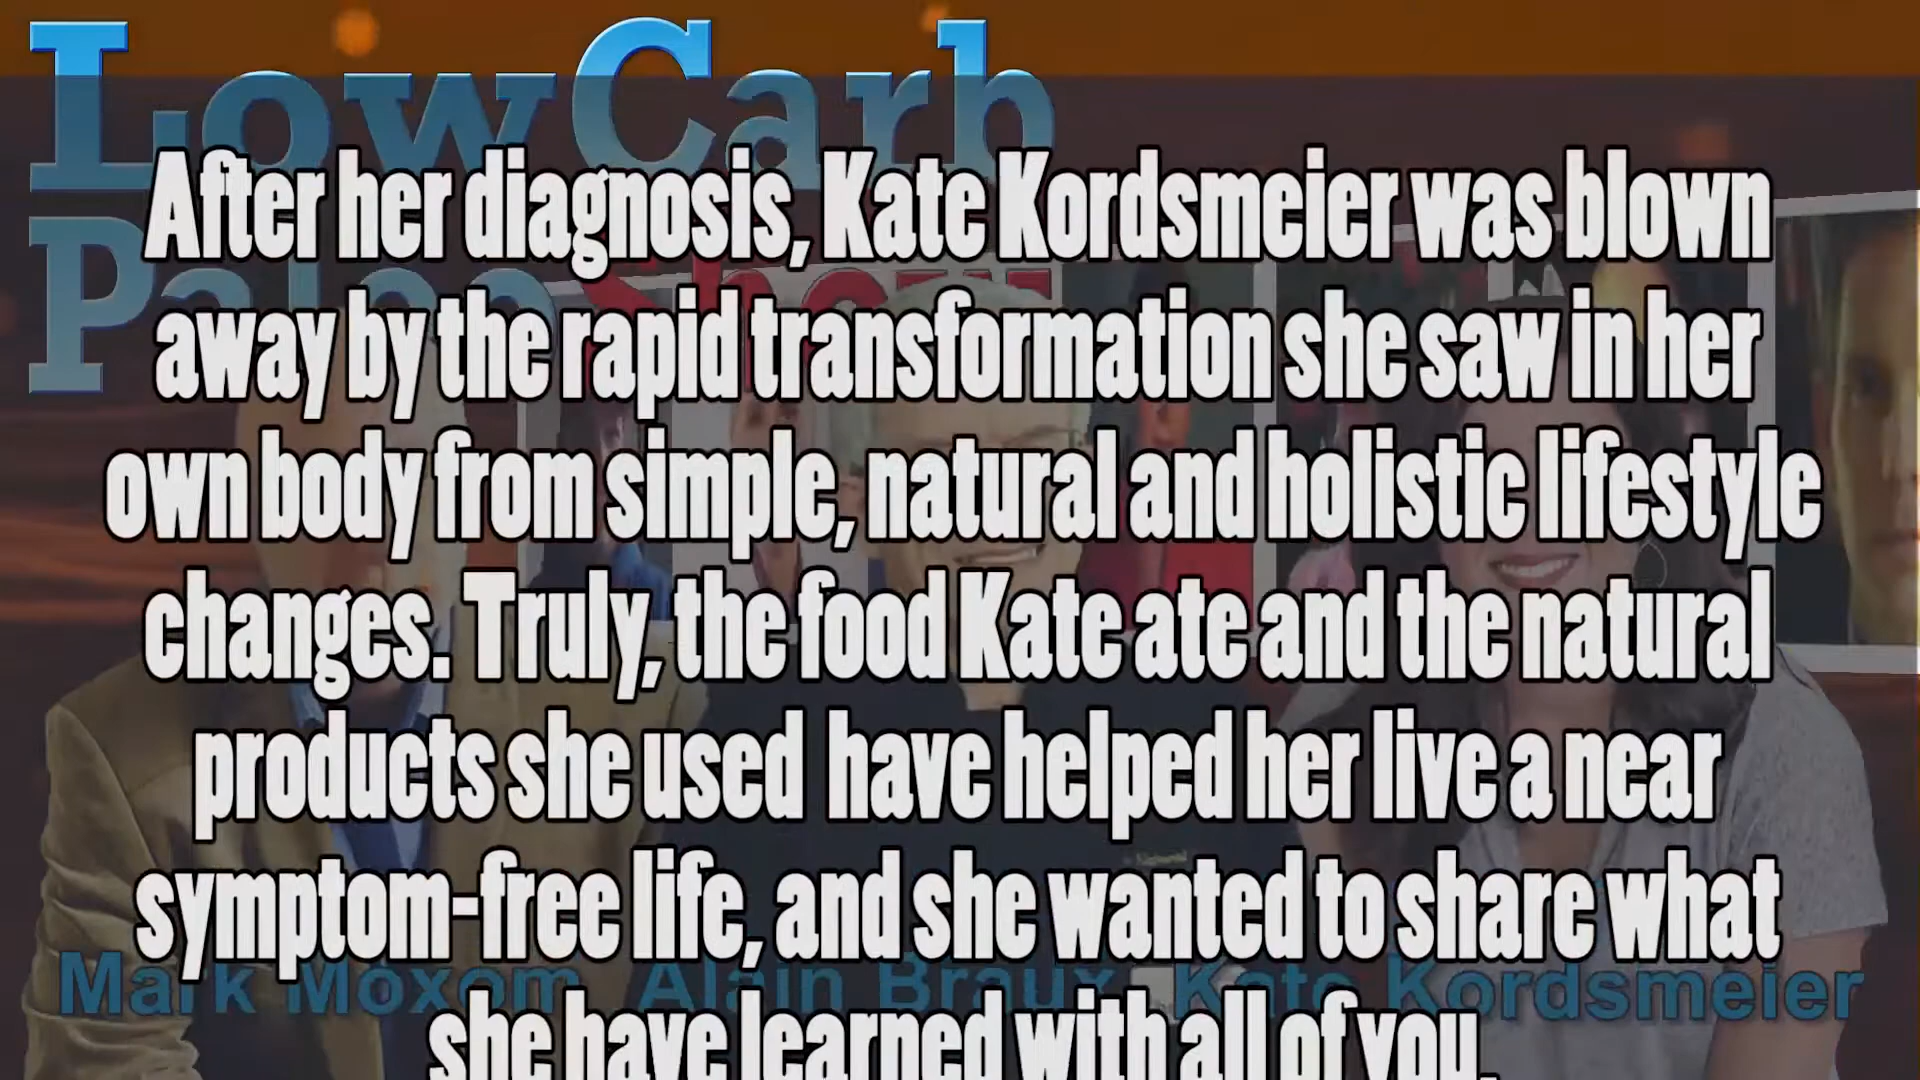 LowCarb
Paleo Show
After her diagnosis, Kate Kordsmeier was blown
away by the rapid transformation she saw in her
own body from simple, natural and holistic lifestyle
changes. Truly, the food Kate ate and the natural
products she used have helped her live a near
symptom-free life, and she wanted to share what
she have learned with all of you.
Mark Moxom Alain Braux Kate Kordsmeier